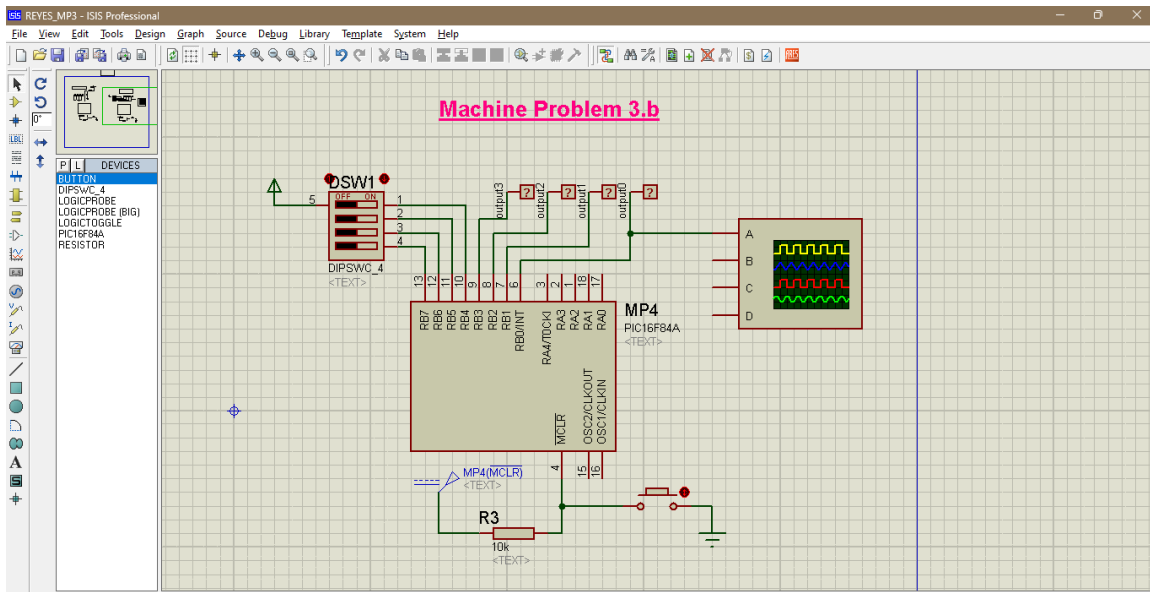 REYES_MP3 - ISIS Professional
File View Edit Tools Design Graph Source Debug Library Template System Help
0°
LBL
A
S
P L DEVICES
BUTTON
DIPSWC_4
LOGICPROBE
LOGICPROBE (BIG)
LOGICTOGGLE
PIC16F84A
RESISTOR
Machine Problem 3.b
DSW1
OFF ON
5
1
2
3
4
DIPSWC_4
<TEXT>
output3
output2
output1
output0
?
?
?
?
A
B
C
D
13
12
11
10
9
8
7
6
3
2
1
18
17
RB7
RB6
RB5
RB4
RB3
RB2
RB1
RB0/INT
RA4/T0CKI
RA3
RA2
RA1
RA0
MP4
PIC16F84A
<TEXT>
MCLR
OSC2/CLKOUT
OSC1/CLKIN
4
15
16
MP4(MCLR)
<TEXT>
R3
10k
<TEXT>